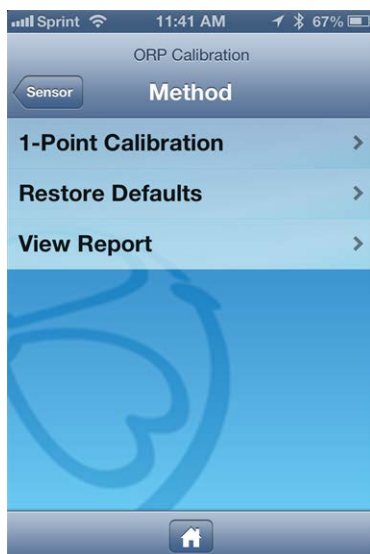 Sprint 11:41 AM 67%
ORP Calibration
Sensor Method
1-Point Calibration
Restore Defaults
View Report